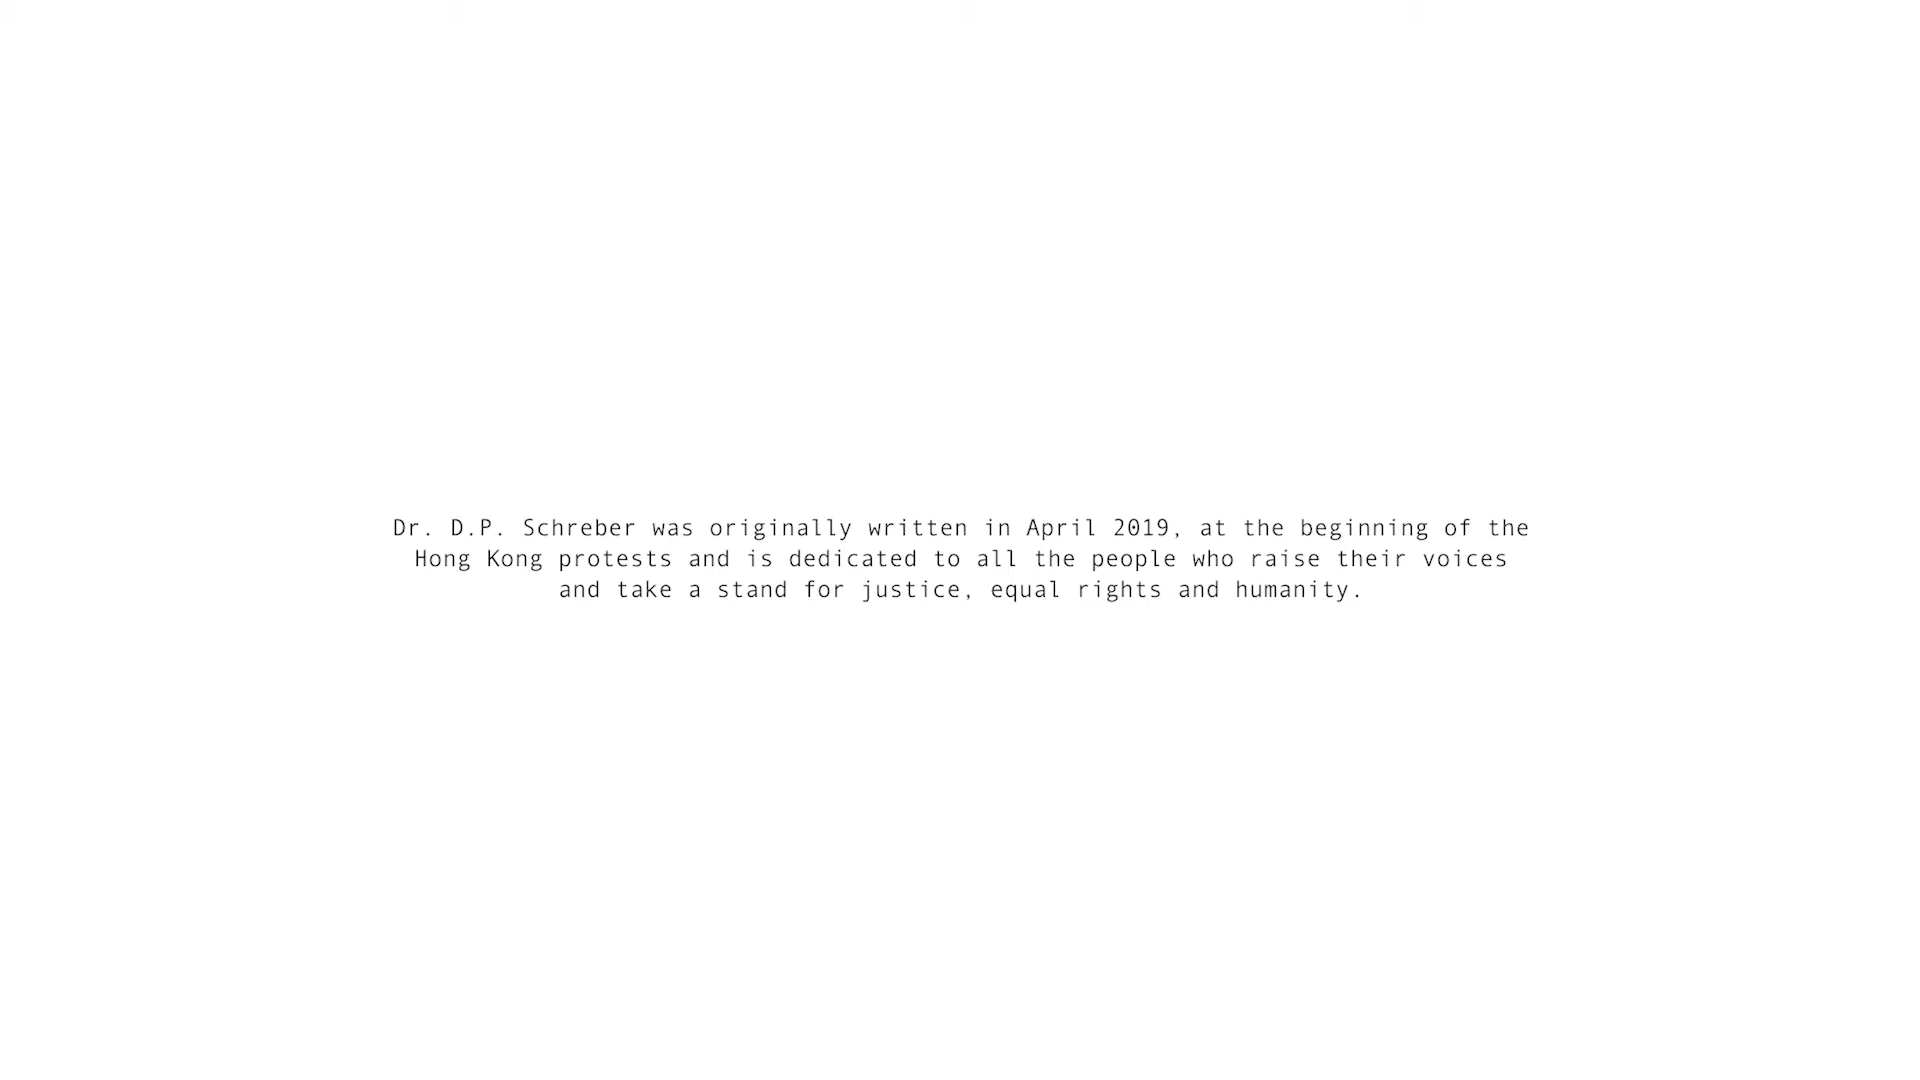 Dr. D.P. Schreber was originally written in April 2019, at the beginning of the
Hong Kong protests and is dedicated to all the people who raise their voices
and take a stand for justice, equal rights and humanity.